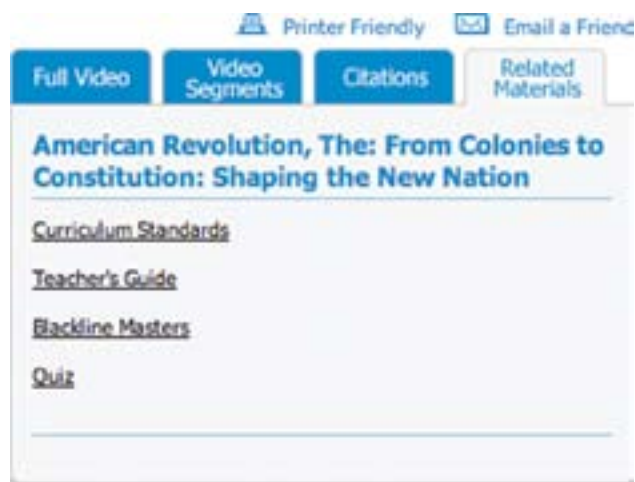 Printer Friendly Email a Friend
Full Video
Video
Segments
Citations
Related
Materials
American Revolution, The: From Colonies to
Constitution: Shaping the New Nation
Curriculum Standards
Teacher's Guide
Blackline Masters
Quiz